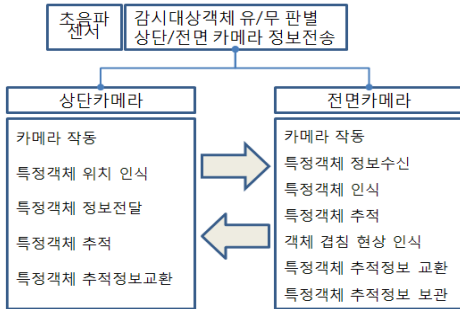 초음파
센서
감시대상객체 유/무 판별
상단/전면 카메라 정보전송
상단카메라
전면카메라
카메라 작동
특정객체 위치 인식
특정객체 정보전달
특정객체 추적
특정객체 추적정보교환
카메라 작동
특정객체 정보수신
특정객체 인식
특정객체 추적
객체 겹침 현상 인식
특정객체 추적정보 교환
특정객체 추적정보 보관